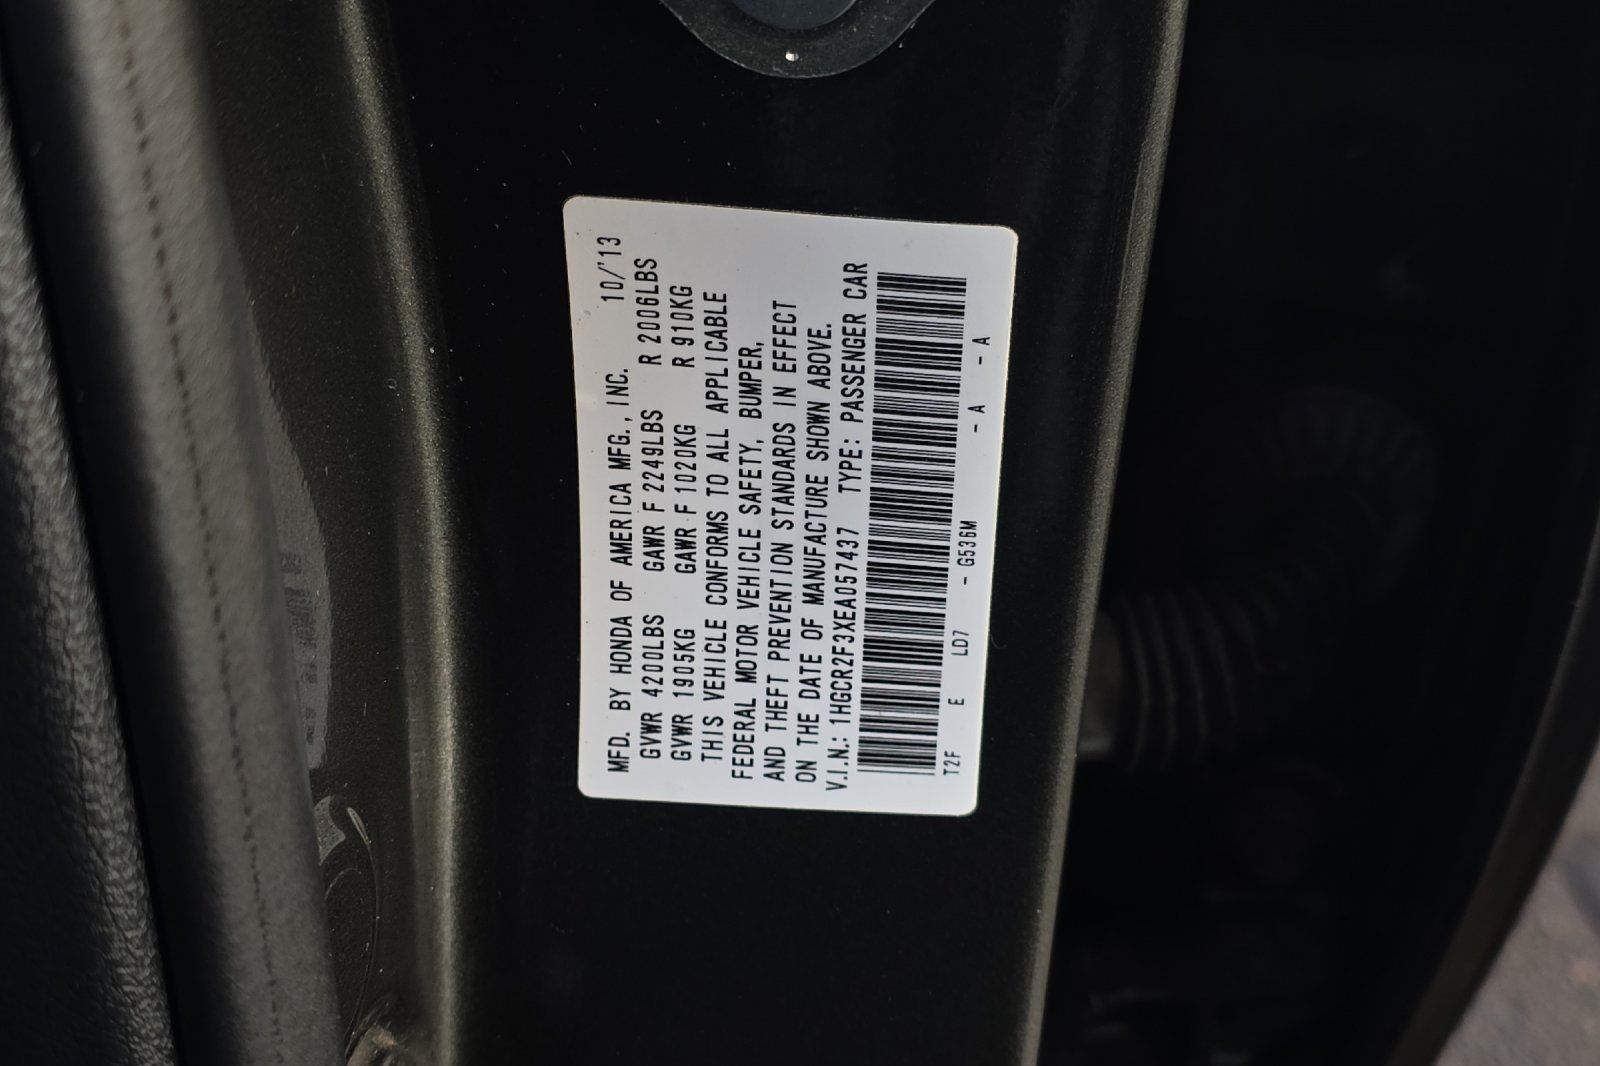 MFD. BY HONDA OF AMERICA MFG., INC. 10/'13
GVWR 4200LBS GAWR F 2249LBS R 2006LBS
GVWR 1905KG GAWR F 1020KG R 910KG
THIS VEHICLE CONFORMS TO ALL APPLICABLE
FEDERAL MOTOR VEHICLE SAFETY, BUMPER,
AND THEFT PREVENTION STANDARDS IN EFFECT
ON THE DATE OF MANUFACTURE SHOWN ABOVE.
V.I.N.: 1HGCR2F3XEA057437 TYPE: PASSENGER CAR
T2F E LD7 - G536M - A - A